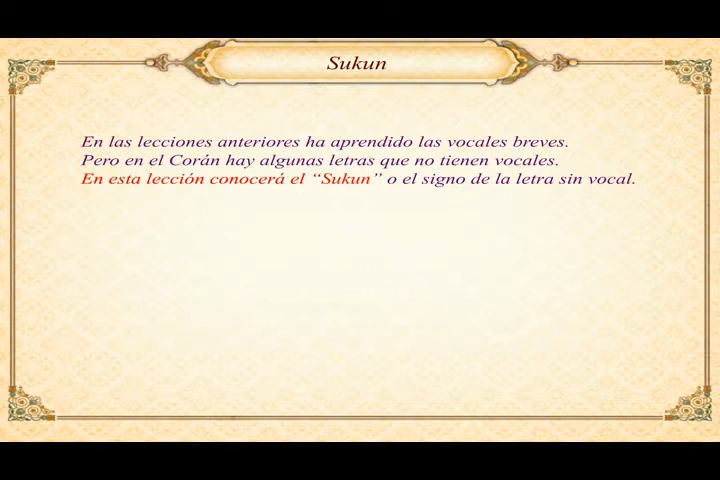 Sukun
En las lecciones anteriores ha aprendido las vocales breves.
Pero en el Corán hay algunas letras que no tienen vocales.
En esta lección conocerá el “Sukun” o el signo de la letra sin vocal.